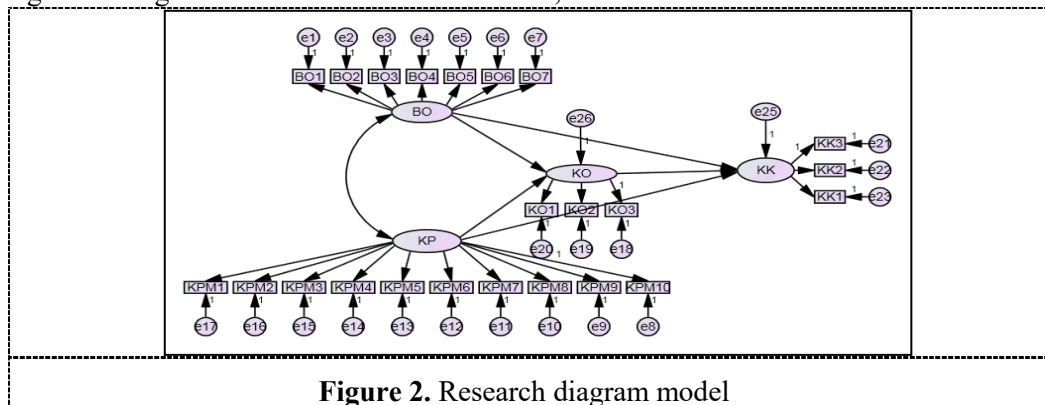 e1 e2 e3 e4 e5 e6 e7
1 1 1 1 1 1 1
BO1 BO2 BO3 BO4 BO5 BO6 BO7
BO
e26
1
e25
1
KO
KK
1 KK3 1 e21
KK2 1 e22
KK1 1 e23
1
KO1 KO2 KO3
1 1 1
e20 e19 e18
KP
1
KPM1 KPM2 KPM3 KPM4 KPM5 KPM6 KPM7 KPM8 KPM9 KPM10
1 1 1 1 1 1 1 1 1 1
e17 e16 e15 e14 e13 e12 e11 e10 e9 e8
Figure 2. Research diagram model